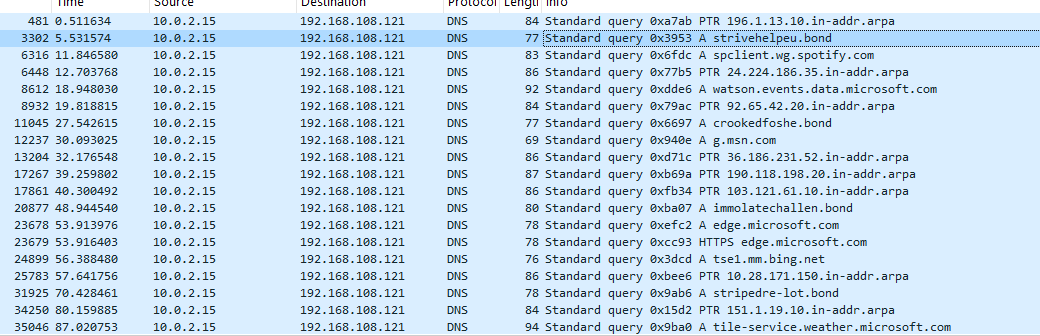 Time Source Destination Protocol Lengtl Info
481 0.511634 10.0.2.15 192.168.108.121 DNS 84 Standard query 0xa7ab PTR 196.1.13.10.in-addr.arpa
3302 5.531574 10.0.2.15 192.168.108.121 DNS 77 Standard query 0x3953 A strivehelpeu.bond
6316 11.846580 10.0.2.15 192.168.108.121 DNS 83 Standard query 0x6fdc A spclient.wg.spotify.com
6448 12.703768 10.0.2.15 192.168.108.121 DNS 86 Standard query 0x77b5 PTR 24.224.186.35.in-addr.arpa
8612 18.948030 10.0.2.15 192.168.108.121 DNS 92 Standard query 0xdde6 A watson.events.data.microsoft.com
8932 19.818815 10.0.2.15 192.168.108.121 DNS 84 Standard query 0x79ac PTR 92.65.42.20.in-addr.arpa
11045 27.542615 10.0.2.15 192.168.108.121 DNS 77 Standard query 0x6697 A crookedfoshe.bond
12237 30.093025 10.0.2.15 192.168.108.121 DNS 69 Standard query 0x940e A g.msn.com
13204 32.176548 10.0.2.15 192.168.108.121 DNS 86 Standard query 0xd71c PTR 36.186.231.52.in-addr.arpa
17267 39.259802 10.0.2.15 192.168.108.121 DNS 87 Standard query 0xb69a PTR 190.118.198.20.in-addr.arpa
17861 40.300492 10.0.2.15 192.168.108.121 DNS 86 Standard query 0xfb34 PTR 103.121.61.10.in-addr.arpa
20877 48.944540 10.0.2.15 192.168.108.121 DNS 80 Standard query 0xba07 A immolatechallen.bond
23678 53.913976 10.0.2.15 192.168.108.121 DNS 78 Standard query 0xefc2 A edge.microsoft.com
23679 53.916403 10.0.2.15 192.168.108.121 DNS 78 Standard query 0xcc93 HTTPS edge.microsoft.com
24899 56.388480 10.0.2.15 192.168.108.121 DNS 76 Standard query 0x3dcd A tse1.mm.bing.net
25783 57.641756 10.0.2.15 192.168.108.121 DNS 86 Standard query 0xbee6 PTR 10.28.171.150.in-addr.arpa
31925 70.428461 10.0.2.15 192.168.108.121 DNS 78 Standard query 0x9ab6 A stripedre-lot.bond
34250 80.159885 10.0.2.15 192.168.108.121 DNS 84 Standard query 0x15d2 PTR 151.1.19.10.in-addr.arpa
35046 87.020753 10.0.2.15 192.168.108.121 DNS 94 Standard query 0x9ba0 A tile-service.weather.microsoft.com